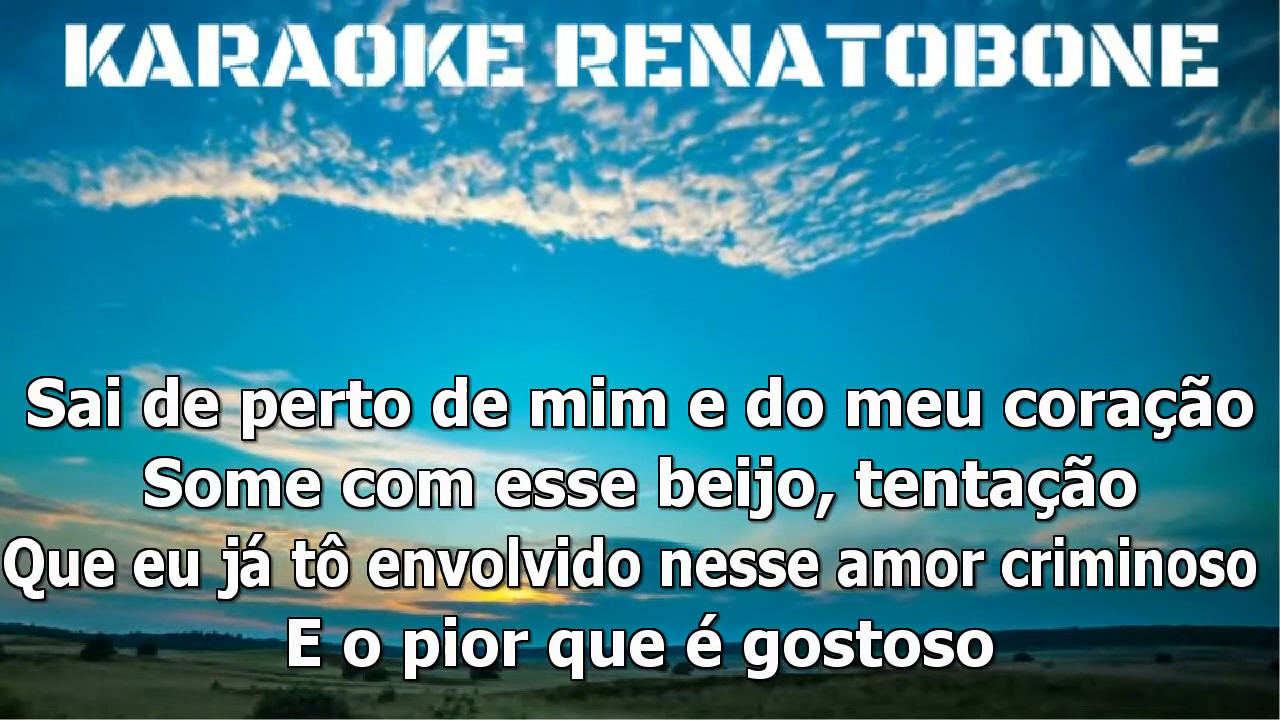 KARAOKE RENATOBONE
Sai de perto de mim e do meu coração
Some com esse beijo, tentação
Que eu já tô envolvido nesse amor criminoso
E o pior que é gostoso